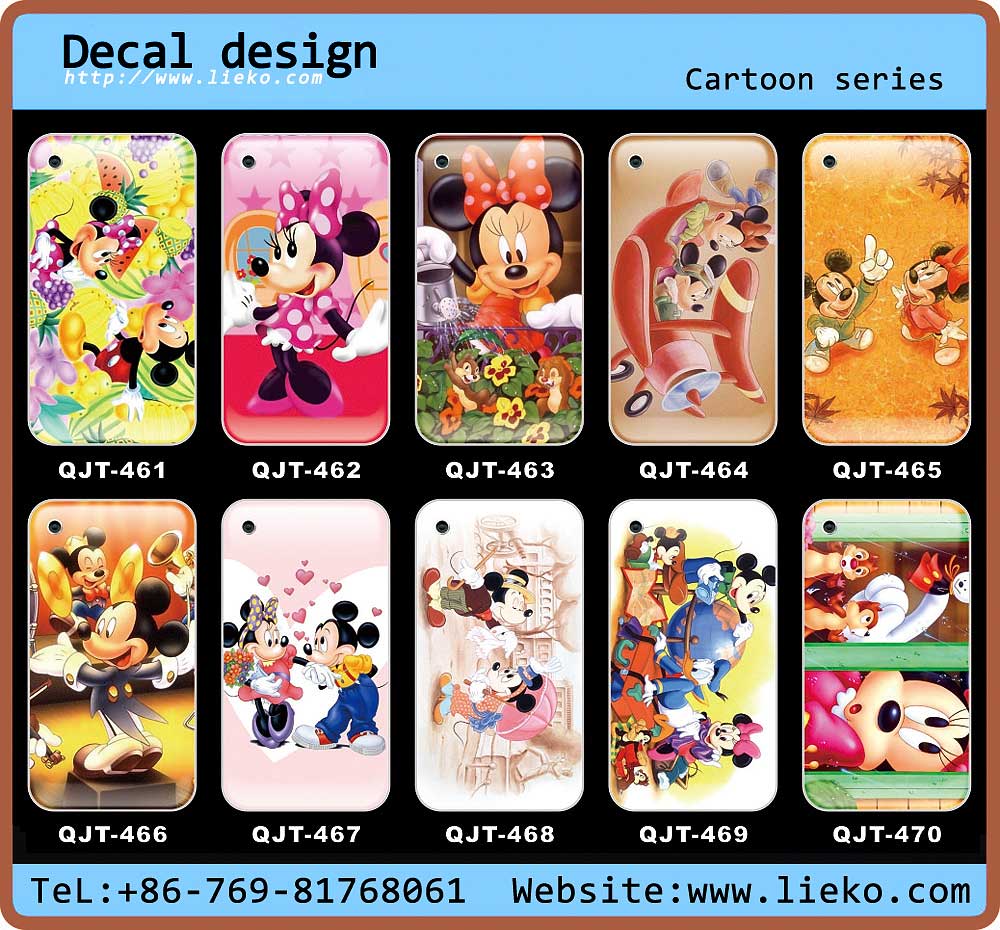 Decal design
http://www.lieko.com
Cartoon series
QJT-461 QJT-462 QJT-463 QJT-464 QJT-465
QJT-466 QJT-467 QJT-468 QJT-469 QJT-470
TeL:+86-769-81768061 Website:www.lieko.com